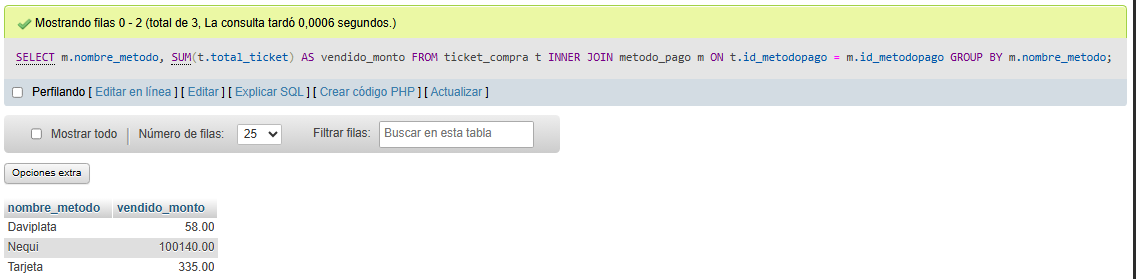 Mostrando filas 0 - 2 (total de 3, La consulta tardó 0,0006 segundos.)
SELECT m.nombre_metodo, SUM(t.total_ticket) AS vendido_monto FROM ticket_compra t INNER JOIN metodo_pago m ON t.id_metodopago = m.id_metodopago GROUP BY m.nombre_metodo;
Perfilando [ Editar en línea ] [ Editar ] [ Explicar SQL ] [ Crear código PHP ] [ Actualizar ]
Mostrar todo | Número de filas: 25 Filtrar filas: Buscar en esta tabla
Opciones extra
nombre_metodo vendido_monto
Daviplata 58.00
Nequi 100140.00
Tarjeta 335.00